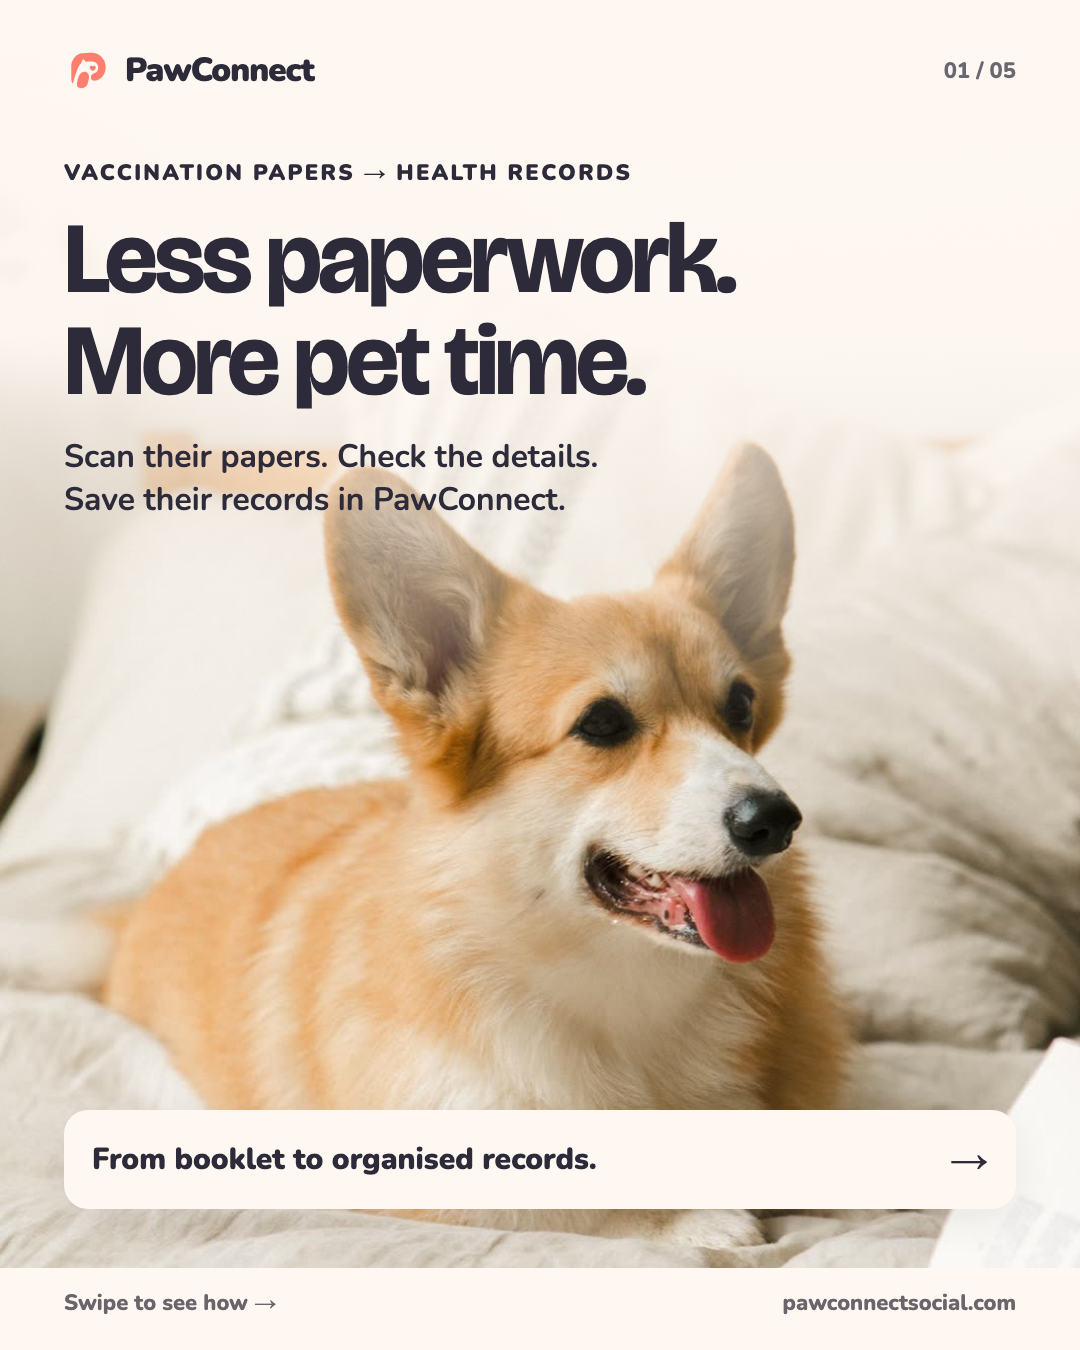 PawConnect
01 / 05
VACCINATION PAPERS → HEALTH RECORDS
Less paperwork.
More pet time.
Scan their papers. Check the details.
Save their records in PawConnect.
From booklet to organised records. →
Swipe to see how →
pawconnectsocial.com